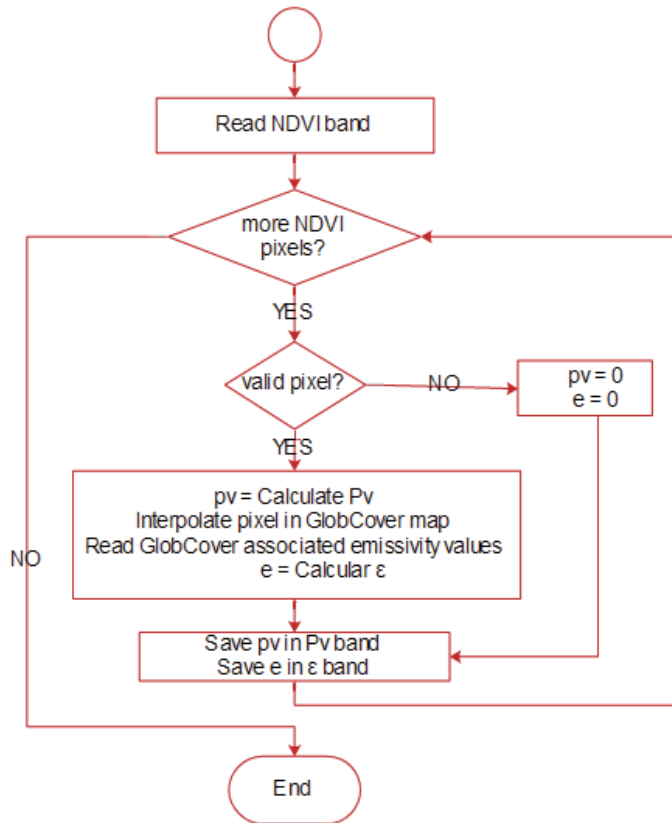 Read NDVI band
more NDVI
pixels?
YES
valid pixel?
NO
pv = 0
e = 0
YES
pv = Calculate Pv
Interpolate pixel in GlobCover map
Read GlobCover associated emissivity values
e = Calcular ε
NO
Save pv in Pv band
Save e in ε band
End